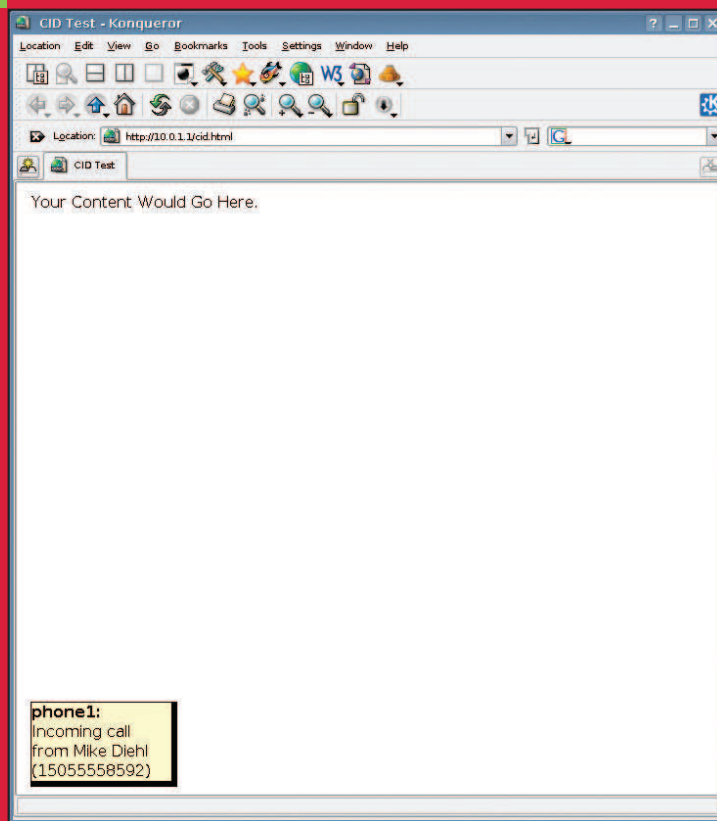 CID Test - Konqueror
Location Edit View Go Bookmarks Tools Settings Window Help
W3
Location: http://10.0.1.1/cid.html
G
CID Test
Your Content Would Go Here.
phone1:
Incoming call
from Mike Diehl
(15055558592)